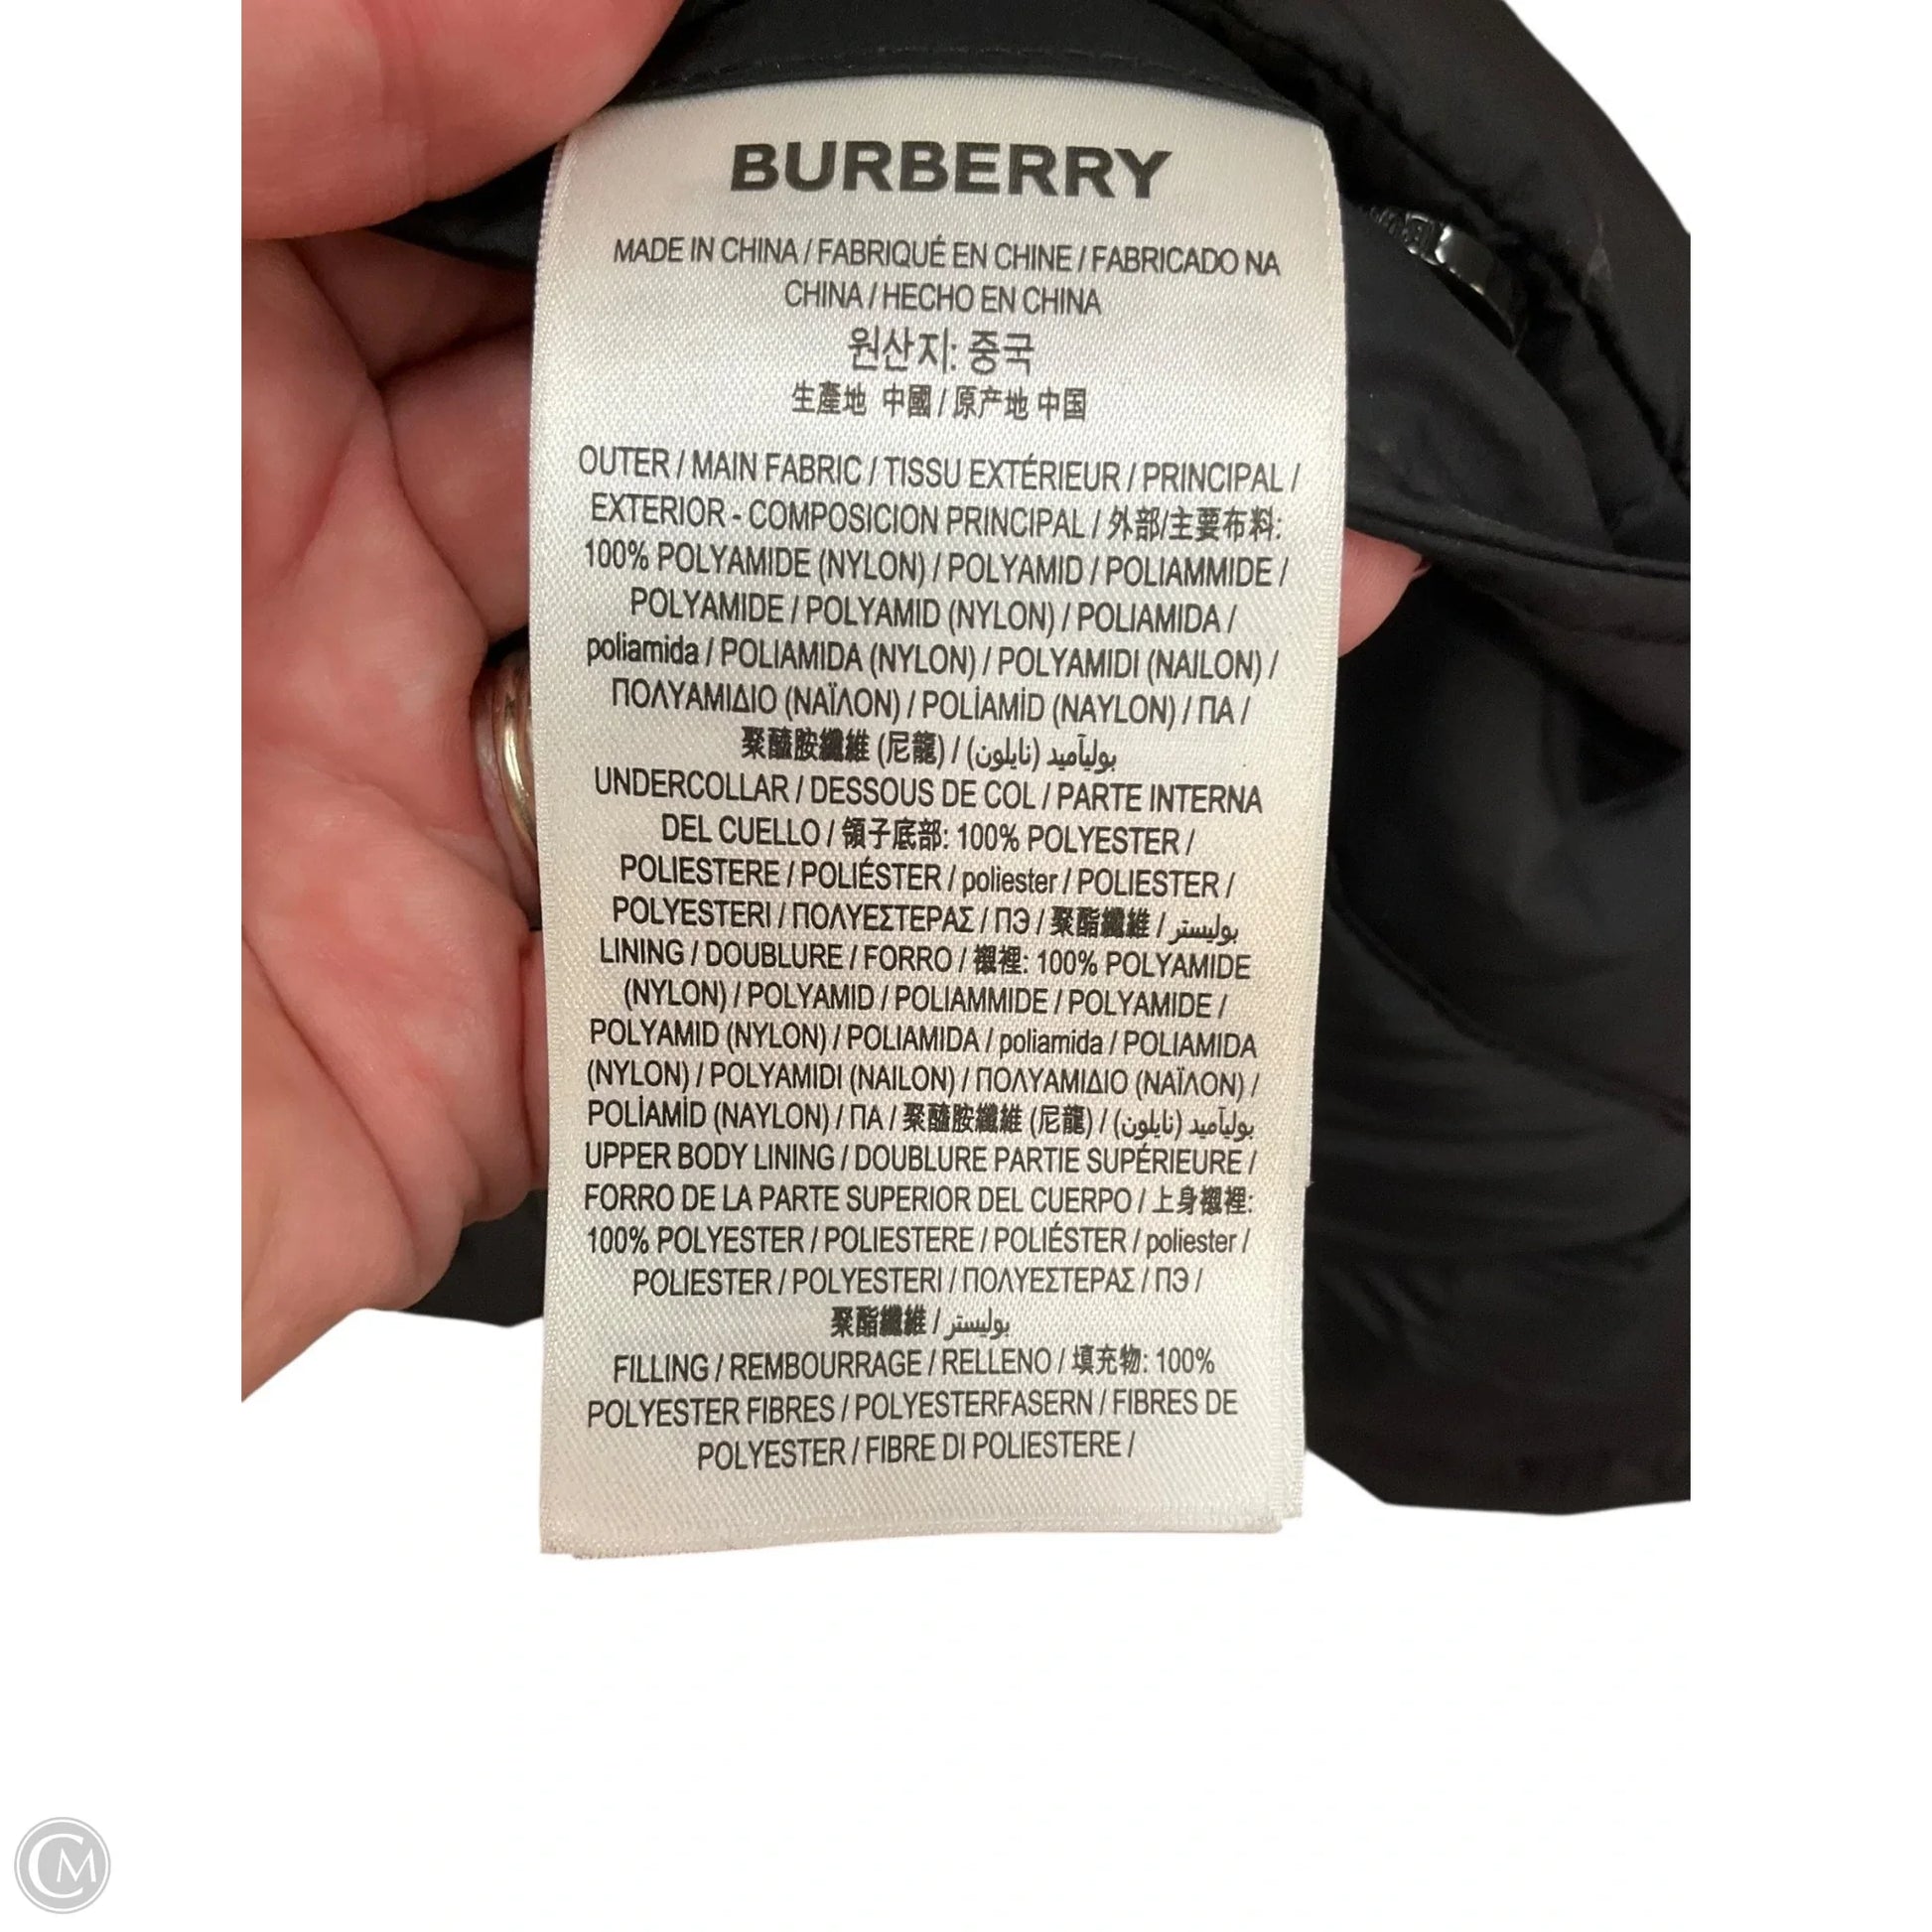 BURBERRY
MADE IN CHINA / FABRIQUÉ EN CHINE / FABRICADO NA
CHINA / HECHO EN CHINA
원산지: 중국
生產地 中國 / 原产地 中国
OUTER / MAIN FABRIC / TISSU EXTÉRIEUR / PRINCIPAL /
EXTERIOR - COMPOSICION PRINCIPAL / 外部/主要布料:
100% POLYAMIDE (NYLON) / POLYAMID / POLIAMMIDE /
POLYAMIDE / POLYAMID (NYLON) / POLIAMIDA /
poliamida / POLIAMIDA (NYLON) / POLYAMIDI (NAILON) /
ΠΟΛΥΑΜΙΔΙΟ (ΝΑΪΛΟΝ) / POLİAMİD (NAYLON) / ПА /
聚醯胺纖維 (尼龍) / بوليآميد (نايلون)
UNDERCOLLAR / DESSOUS DE COL / PARTE INTERNA
DEL CUELLO / 領子底部: 100% POLYESTER /
POLIESTERE / POLIÉSTER / poliester / POLIESTER /
POLYESTERI / ΠΟΛΥΕΣΤΕΡΑΣ / ПЭ / 聚酯纖維 / بوليستر
LINING / DOUBLURE / FORRO / 襯裡: 100% POLYAMIDE
(NYLON) / POLYAMID / POLIAMMIDE / POLYAMIDE /
POLYAMID (NYLON) / POLIAMIDA / poliamida / POLIAMIDA
(NYLON) / POLYAMIDI (NAILON) / ΠΟΛΥΑΜΙΔΙΟ (ΝΑΪΛΟΝ) /
POLİAMİD (NAYLON) / ПА / 聚醯胺纖維 (尼龍) / بوليآميد (نايلون)
UPPER BODY LINING / DOUBLURE PARTIE SUPÉRIEURE /
FORRO DE LA PARTE SUPERIOR DEL CUERPO / 上身襯裡:
100% POLYESTER / POLIESTERE / POLIÉSTER / poliester /
POLIESTER / POLYESTERI / ΠΟΛΥΕΣΤΕΡΑΣ / ПЭ /
聚酯纖維 / بوليستر
FILLING / REMBOURRAGE / RELLENO / 填充物: 100%
POLYESTER FIBRES / POLYESTERFASERN / FIBRES DE
POLYESTER / FIBRE DI POLIESTERE /
CM